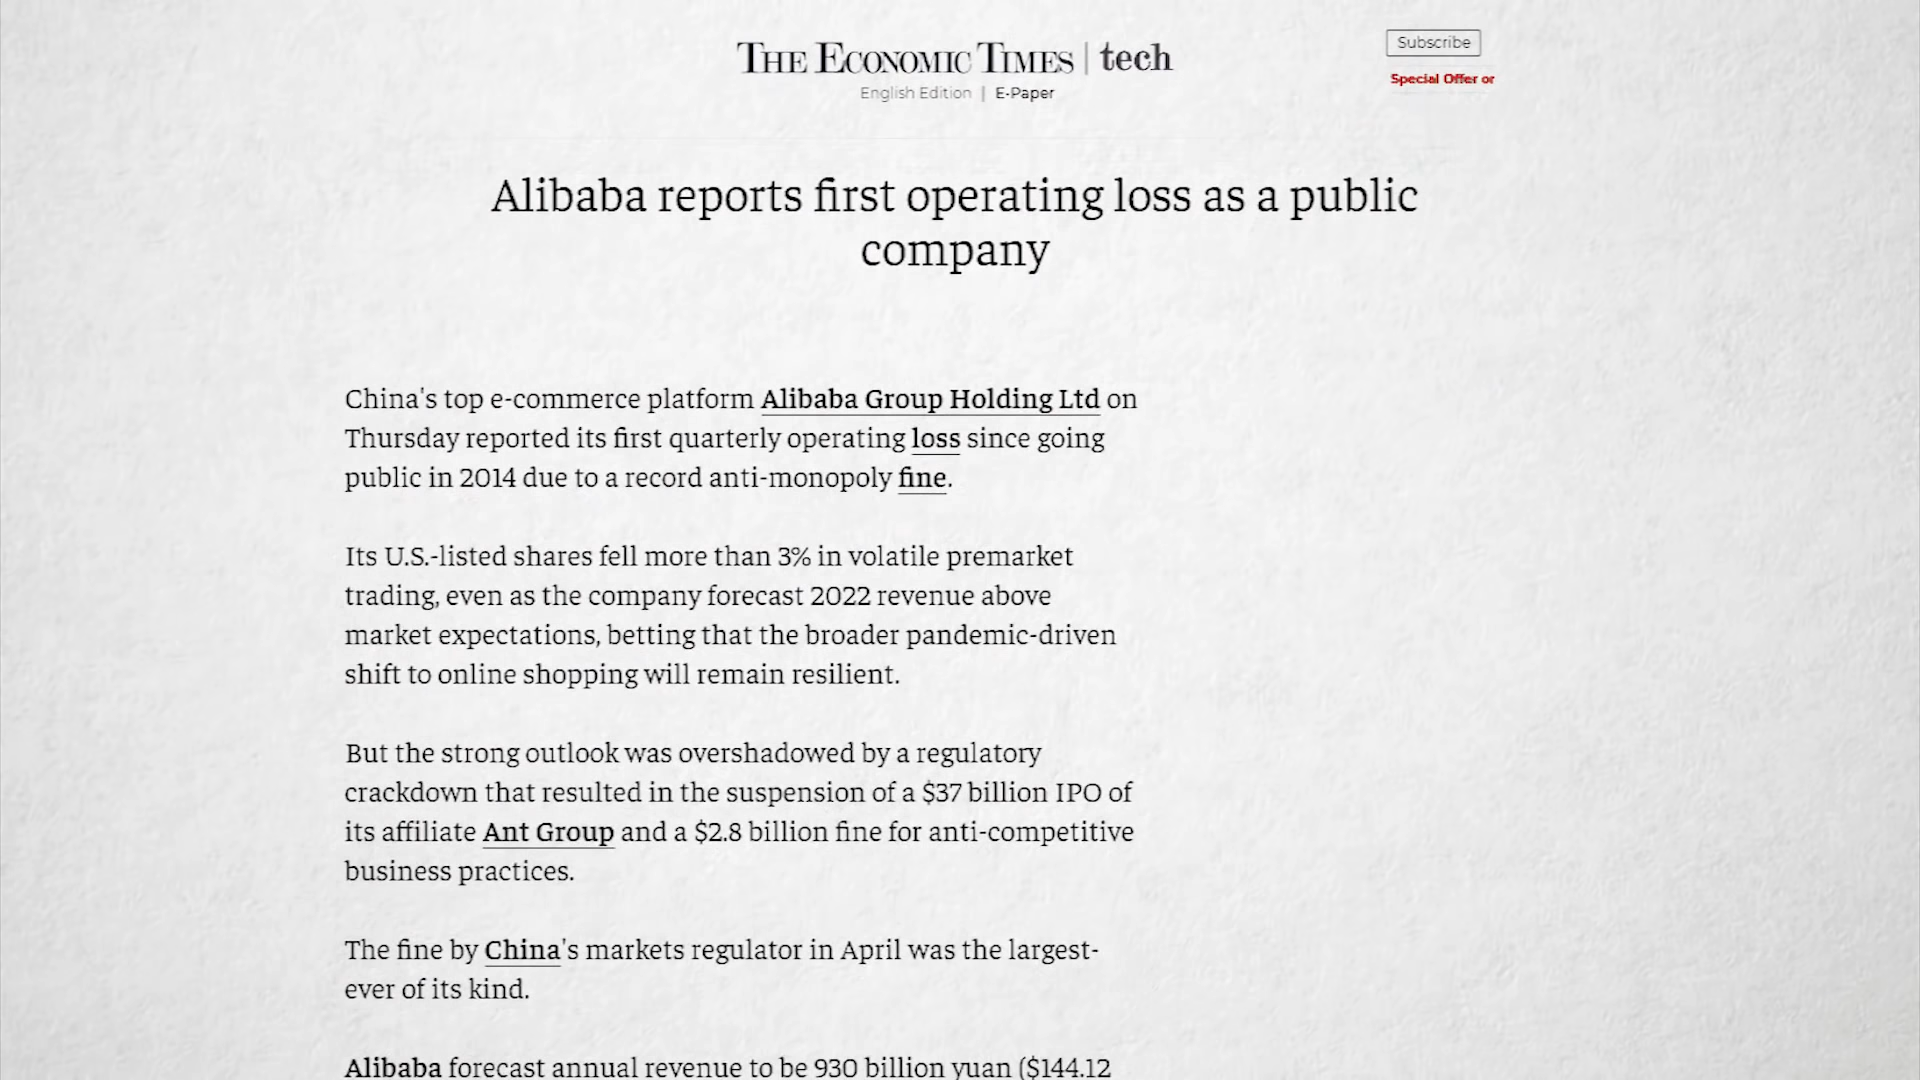 THE ECONOMIC TIMES | tech
Subscribe
Special Offer or
English Edition | E-Paper
Alibaba reports first operating loss as a public
company
China's top e-commerce platform Alibaba Group Holding Ltd on
Thursday reported its first quarterly operating loss since going
public in 2014 due to a record anti-monopoly fine.
Its U.S.-listed shares fell more than 3% in volatile premarket
trading, even as the company forecast 2022 revenue above
market expectations, betting that the broader pandemic-driven
shift to online shopping will remain resilient.
But the strong outlook was overshadowed by a regulatory
crackdown that resulted in the suspension of a $37 billion IPO of
its affiliate Ant Group and a $2.8 billion fine for anti-competitive
business practices.
The fine by China's markets regulator in April was the largest-
ever of its kind.
Alibaba forecast annual revenue to be 930 billion yuan ($144.12